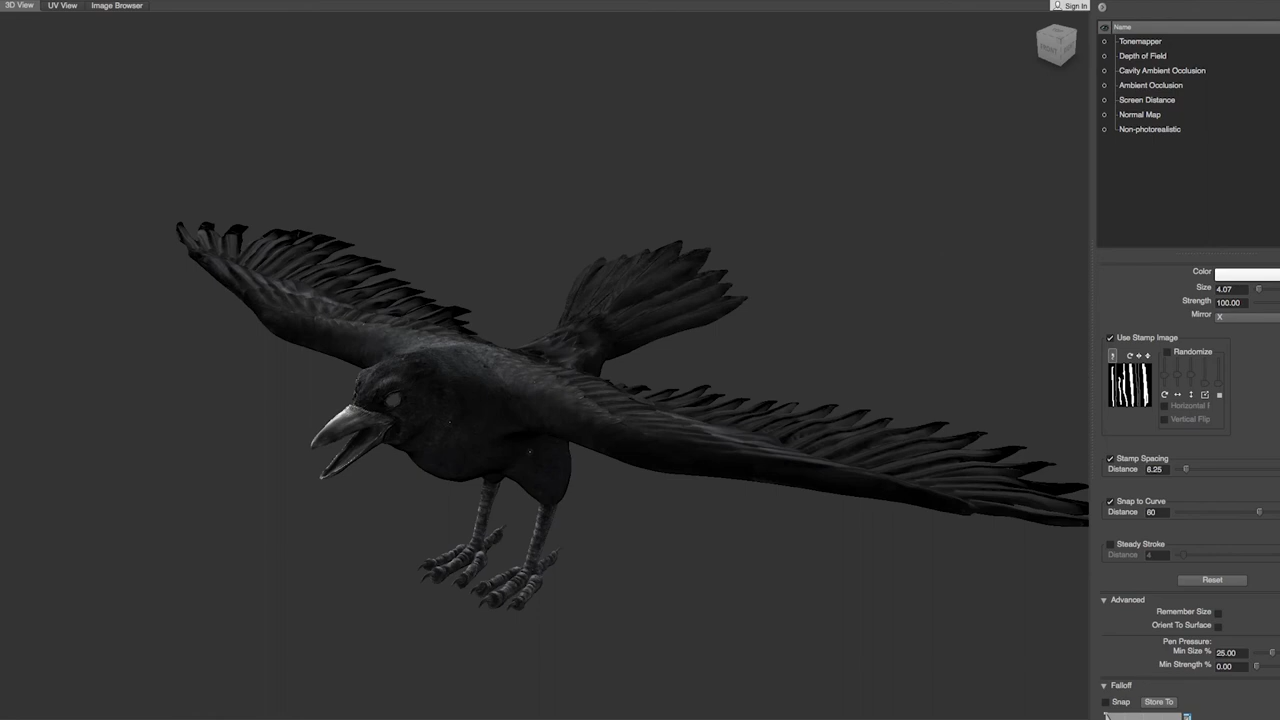 3D View UV View Image Browser Sign In
FRONT
Name
Tonemapper
Depth of Field
Cavity Ambient Occlusion
Ambient Occlusion
Screen Distance
Normal Map
Non-photorealistic
Color
Size 4.07
Strength 100.00
Mirror X
Use Stamp Image
Randomize
Horizontal F
Vertical Flip
Stamp Spacing
Distance 6.25
Snap to Curve
Distance 60
Steady Stroke
Distance 4
Reset
Advanced
Remember Size
Orient To Surface
Pen Pressure:
Min Size % 25.00
Min Strength % 0.00
Falloff
Snap Store To